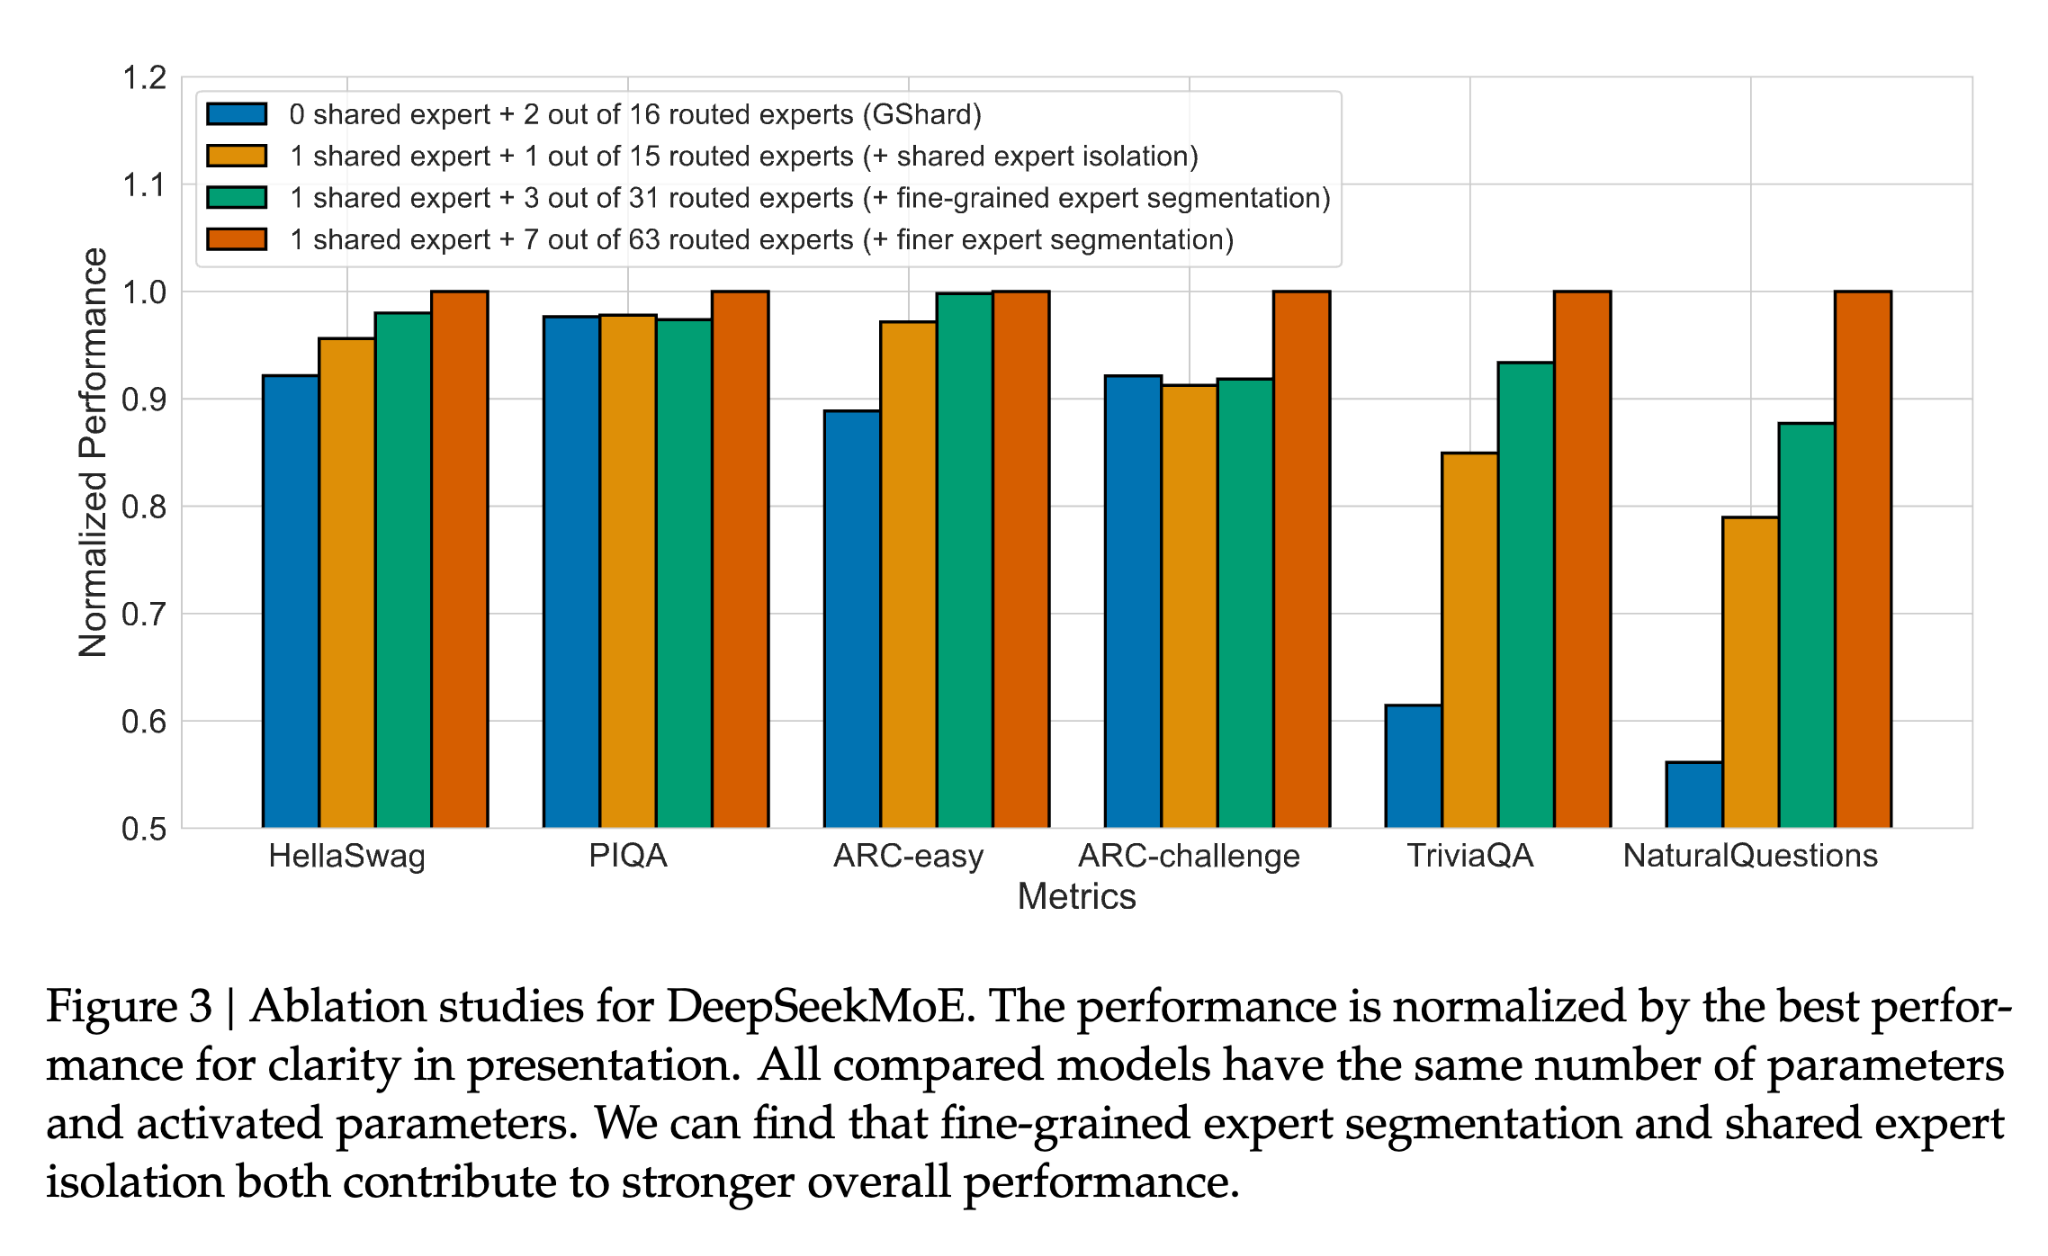 1.2
1.1
1.0
0.9
0.8
0.7
0.6
0.5
Normalized Performance
0 shared expert + 2 out of 16 routed experts (GShard)
1 shared expert + 1 out of 15 routed experts (+ shared expert isolation)
1 shared expert + 3 out of 31 routed experts (+ fine-grained expert segmentation)
1 shared expert + 7 out of 63 routed experts (+ finer expert segmentation)
HellaSwag PIQA ARC-easy ARC-challenge TriviaQA NaturalQuestions
Metrics
Figure 3 | Ablation studies for DeepSeekMoE. The performance is normalized by the best perfor-
mance for clarity in presentation. All compared models have the same number of parameters
and activated parameters. We can find that fine-grained expert segmentation and shared expert
isolation both contribute to stronger overall performance.